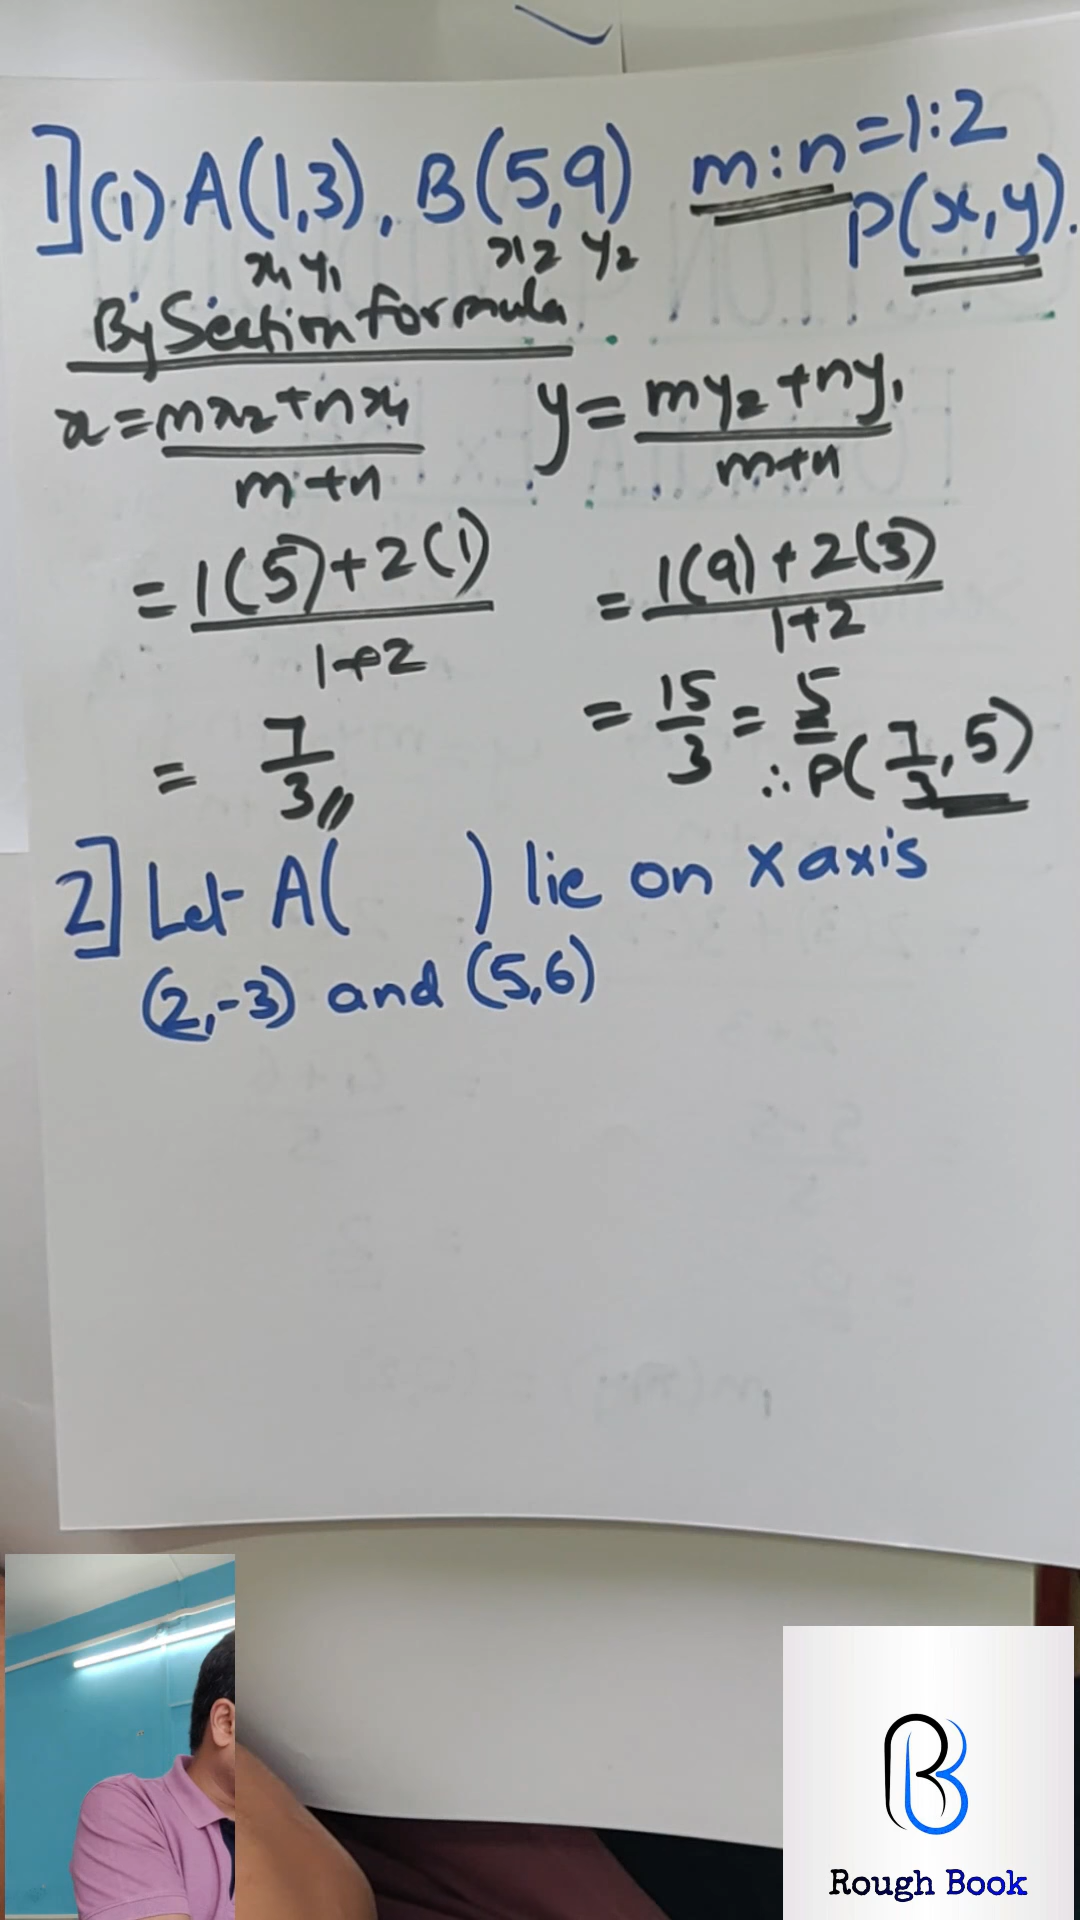 1] (1) A(1,3), B(5,9) m:n=1:2
P(x,y).
x₁ y₁ x₂ y₂
By Section formula
x = mx₂+nx₁ / m+n y = my₂+ny₁ / m+n
= 1(5)+2(1) / 1+2 = 1(9)+2(3) / 1+2
= 7/3 = 15/3 = 5
∴ P(7/3, 5)
2] Let A( ) lie on x axis
(2,-3) and (5,6)
Rough Book